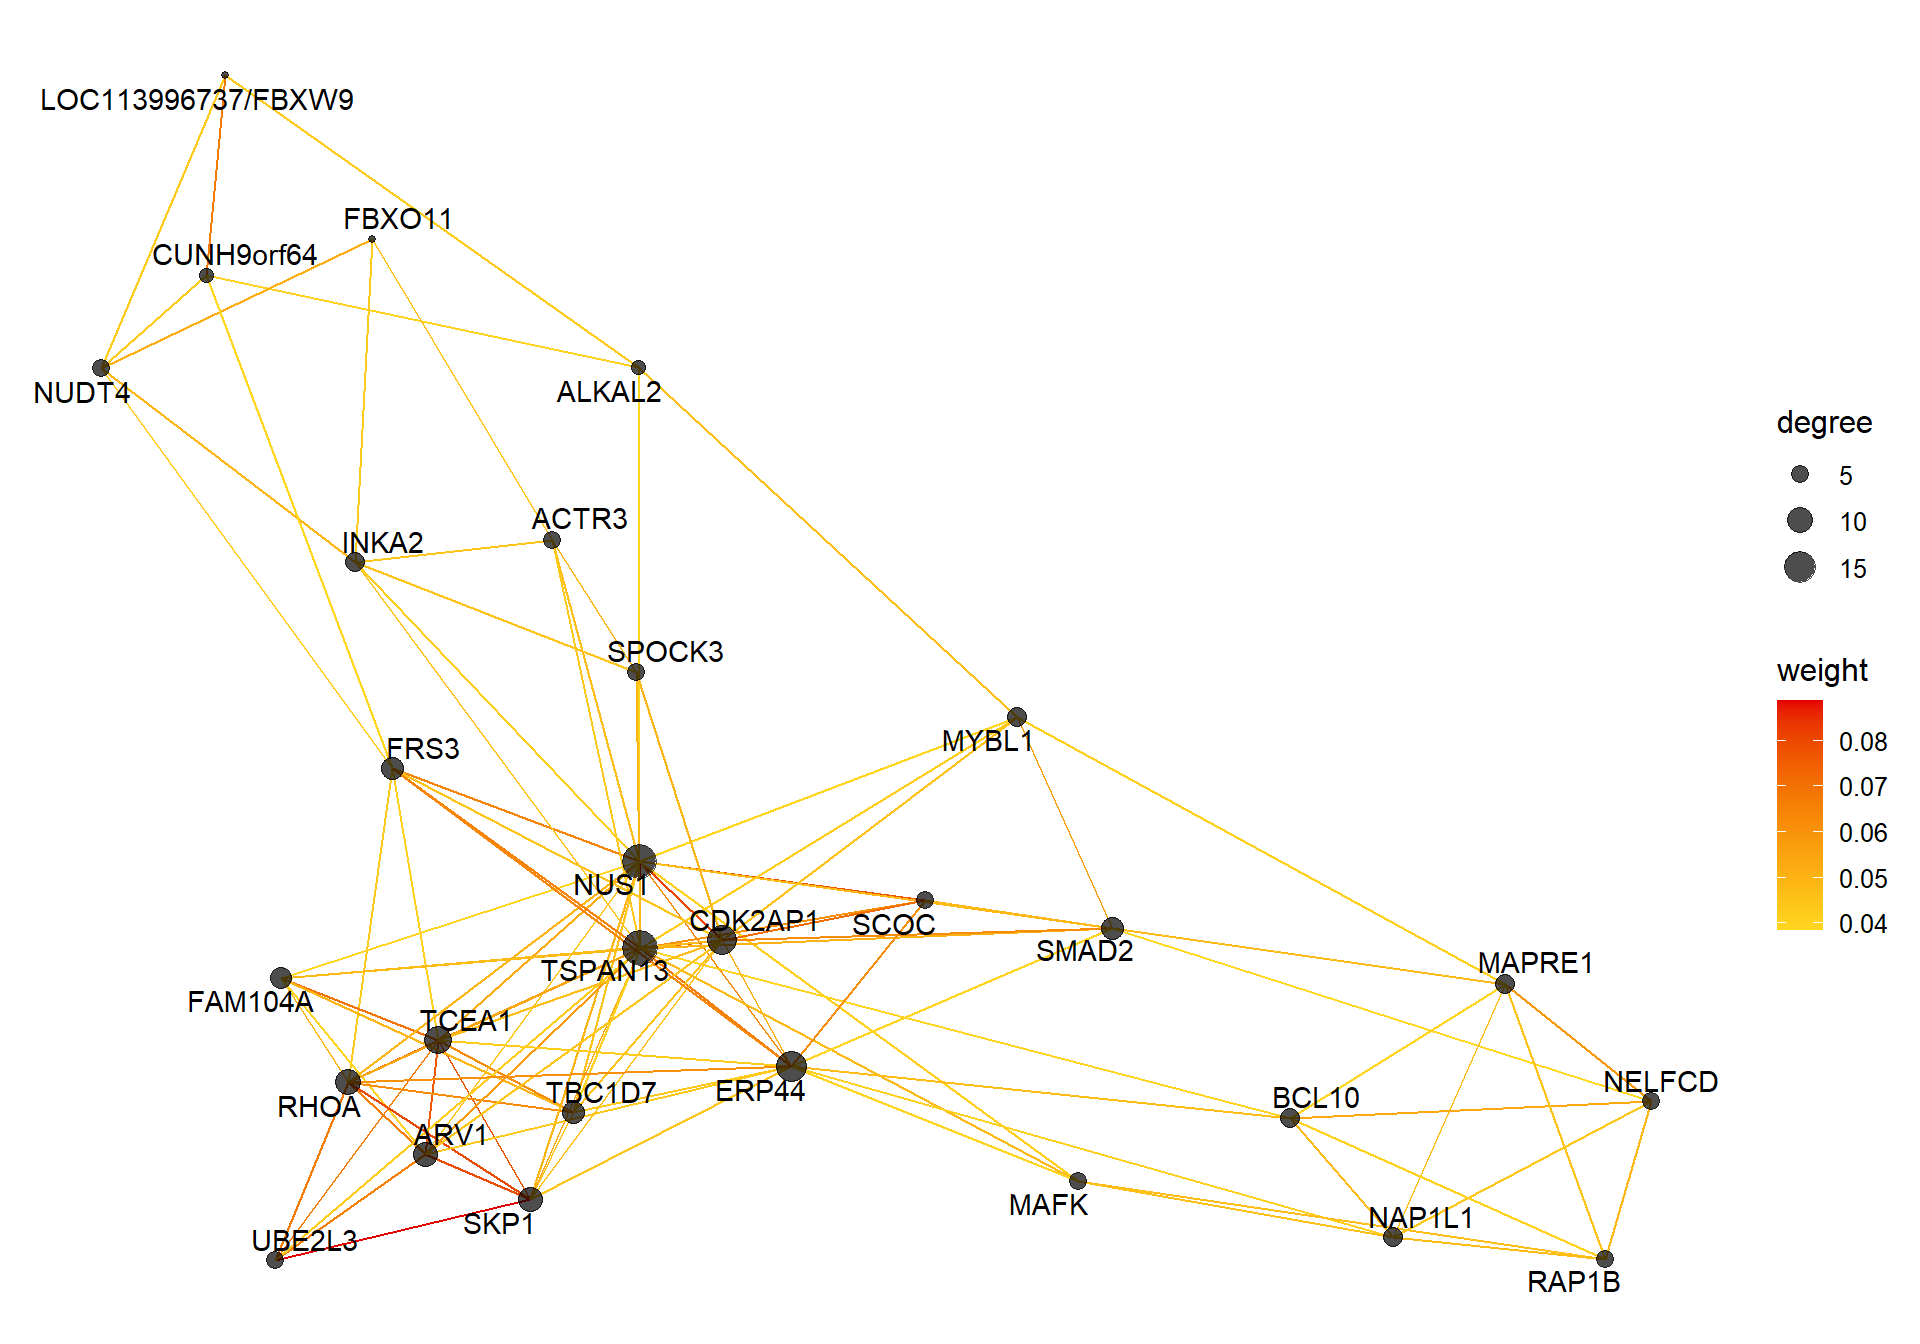 LOC113996737/FBXW9
FBXO11
CUNH9orf64
NUDT4
ALKAL2
ACTR3
INKA2
SPOCK3
MYBL1
FRS3
NUS1
CDK2AP1
SCOC
SMAD2
TSPAN13
MAPRE1
FAM104A
TCEA1
NELFCD
TBC1D7
ERP44
BCL10
RHOA
ARV1
MAFK
NAP1L1
SKP1
UBE2L3
RAP1B
degree
5
10
15
weight
0.08
0.07
0.06
0.05
0.04